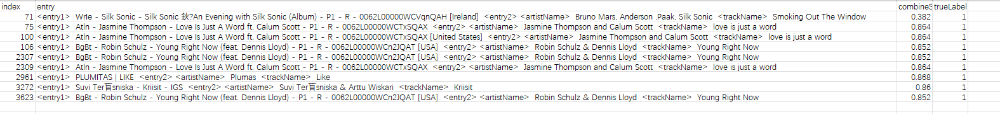 index entry combineS trueLabel
71 <entry1> Wrle - Silk Sonic - Silk Sonic 鈥?An Evening with Silk Sonic (Album) - P1 - R - 0062L00000WCVqnQAH [Ireland] <entry2> <artistName> Bruno Mars, Anderson .Paak, Silk Sonic <trackName> Smoking Out The Window 0.382 1
75 <entry1> Atln - Jasmine Thompson - Love Is Just A Word ft. Calum Scott - P1 - R - 0062L00000WCTxSQAX <entry2> <artistName> Jasmine Thompson and Calum Scott <trackName> love is just a word 0.864 1
100 <entry1> Atln - Jasmine Thompson - Love Is Just A Word ft. Calum Scott - P1 - R - 0062L00000WCTxSQAX [United States] <entry2> <artistName> Jasmine Thompson and Calum Scott <trackName> love is just a word 0.864 1
106 <entry1> BgBt - Robin Schulz - Young Right Now (feat. Dennis Lloyd) - P1 - R - 0062L00000WCn2JQAT [USA] <entry2> <artistName> Robin Schulz & Dennis Lloyd <trackName> Young Right Now 0.852 1
2307 <entry1> BgBt - Robin Schulz - Young Right Now (feat. Dennis Lloyd) - P1 - R - 0062L00000WCn2JQAT [USA] <entry2> <artistName> Robin Schulz & Dennis Lloyd <trackName> Young Right Now 0.852 1
2309 <entry1> Atln - Jasmine Thompson - Love Is Just A Word ft. Calum Scott - P1 - R - 0062L00000WCTxSQAX <entry2> <artistName> Jasmine Thompson and Calum Scott <trackName> love is just a word 0.864 1
2961 <entry1> PLUMITAS | LIKE <entry2> <artistName> Plumas <trackName> Like 0.868 1
3272 <entry1> Suvi Ter盲sniska - Kriisit - IGS <entry2> <artistName> Suvi Ter盲sniska & Arttu Wiskari <trackName> Kriisit 0.86 1
3623 <entry1> BgBt - Robin Schulz - Young Right Now (feat. Dennis Lloyd) - P1 - R - 0062L00000WCn2JQAT [USA] <entry2> <artistName> Robin Schulz & Dennis Lloyd <trackName> Young Right Now 0.852 1